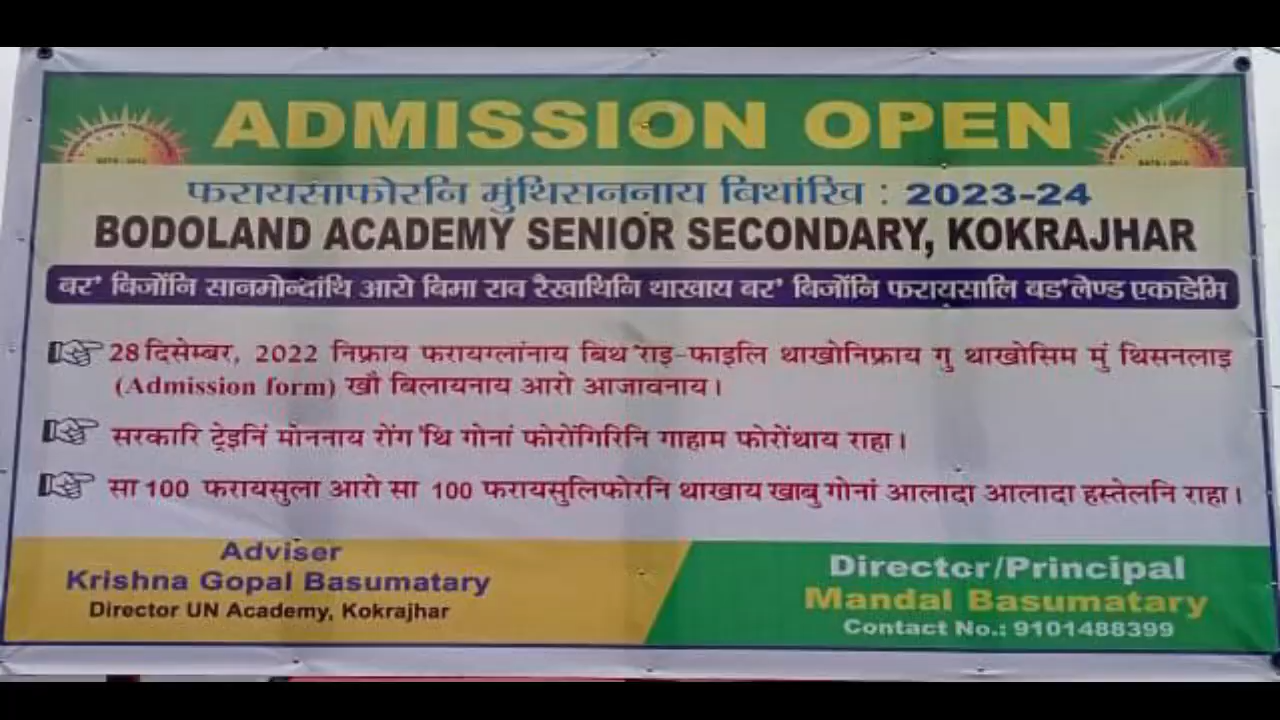 ADMISSION OPEN
फरायसाफोरनि मुंथिसाननाय बिथांखि : 2023-24
BODOLAND ACADEMY SENIOR SECONDARY, KOKRAJHAR
बर' बिजोंनि सानमोन्दांथि आरो बिमा राव रैखाथिनि थाखाय बर' बिजोंनि फरायसालि बड'लेण्ड एकाडेमि
28 दिसेम्बर, 2022 निफ्राय फरायग्लांनाय बिथ'राइ-फाइलि थाखोनिफ्राय गु थाखोसिम मुं थिसनलाइ
(Admission form) खौ बिलायनाय आरो आजावनाय।
सरकारि ट्रेइनिं मोननाय रोंग'थि गोनां फोरोंगिरिनि गाहाम फोरोंथाय राहा।
सा 100 फरायसुला आरो सा 100 फरायसुलिफोरनि थाखाय खाबु गोनां आलादा आलादा हस्तेलनि राहा।
Adviser
Krishna Gopal Basumatary
Director UN Academy, Kokrajhar
Director/Principal
Mandal Basumatary
Contact No.: 9101488399